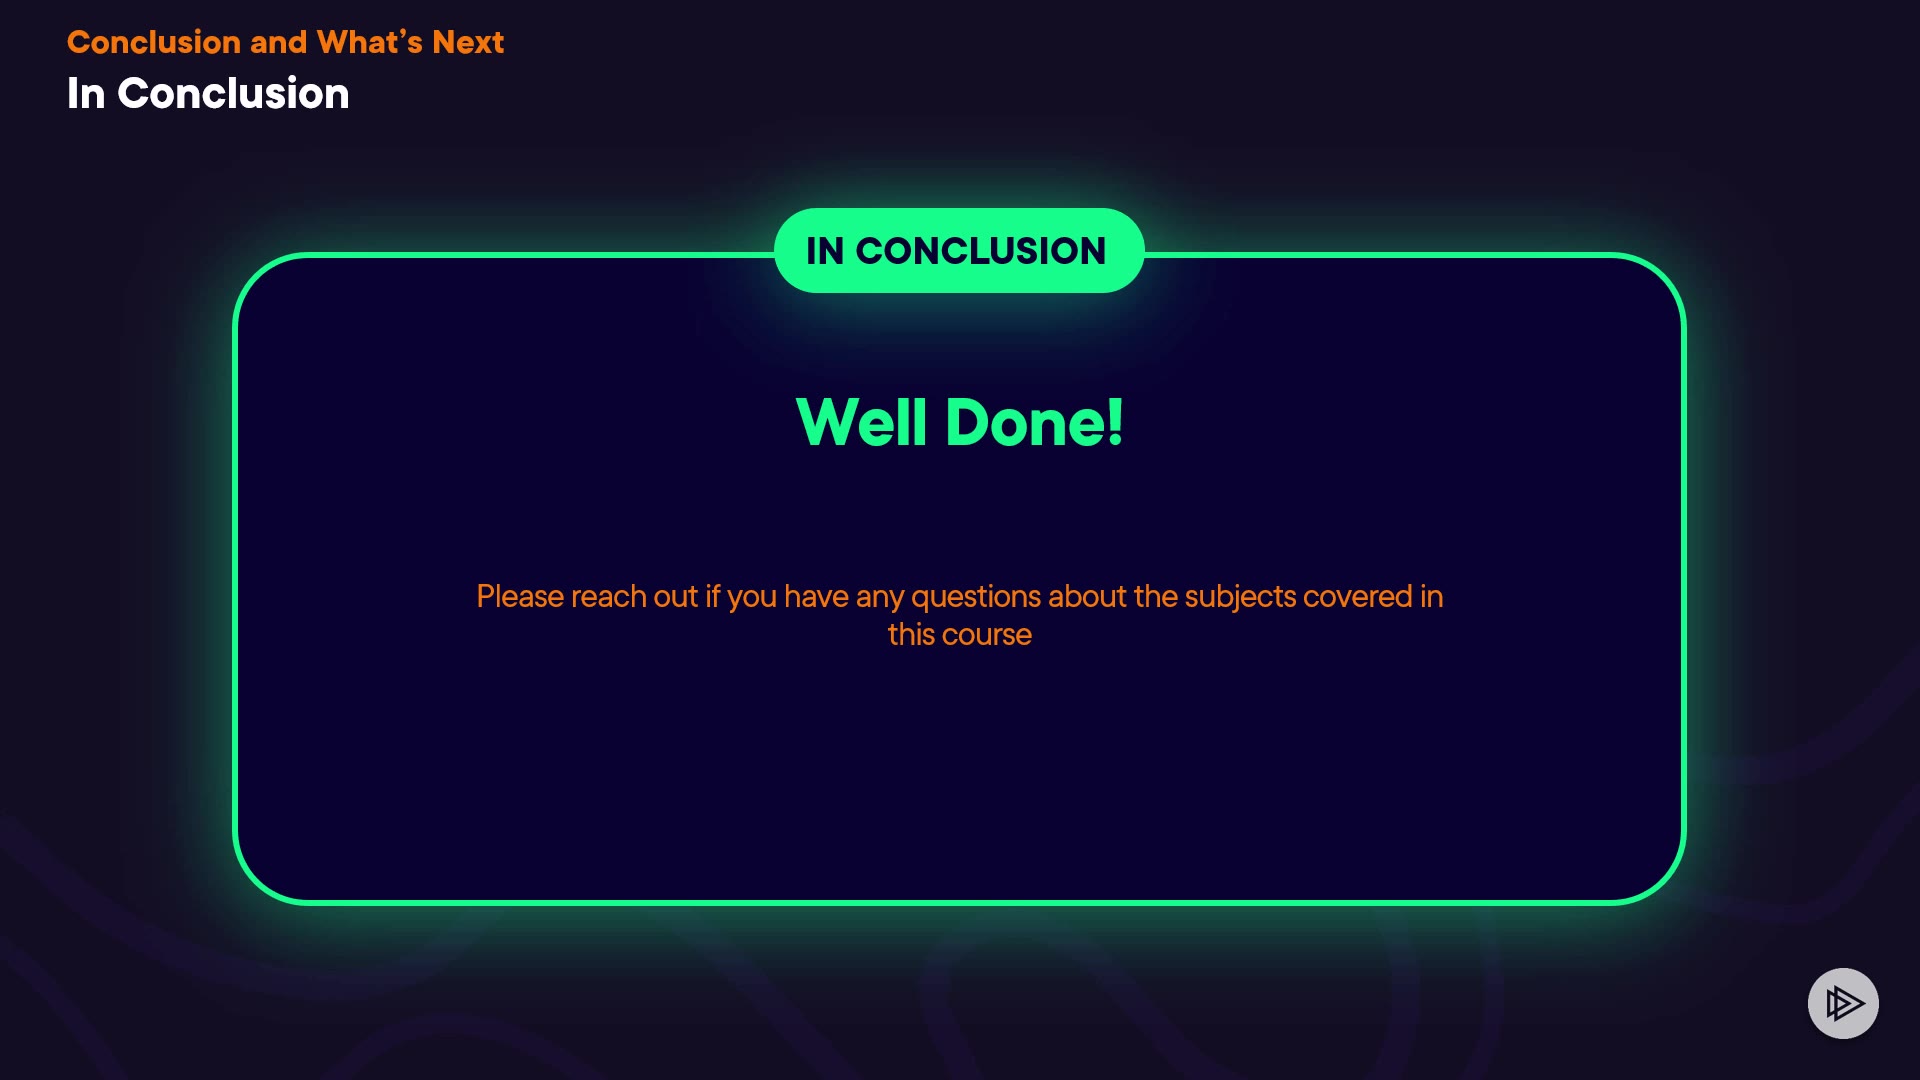 Conclusion and What’s Next
In Conclusion
IN CONCLUSION
Well Done!
Please reach out if you have any questions about the subjects covered in
this course